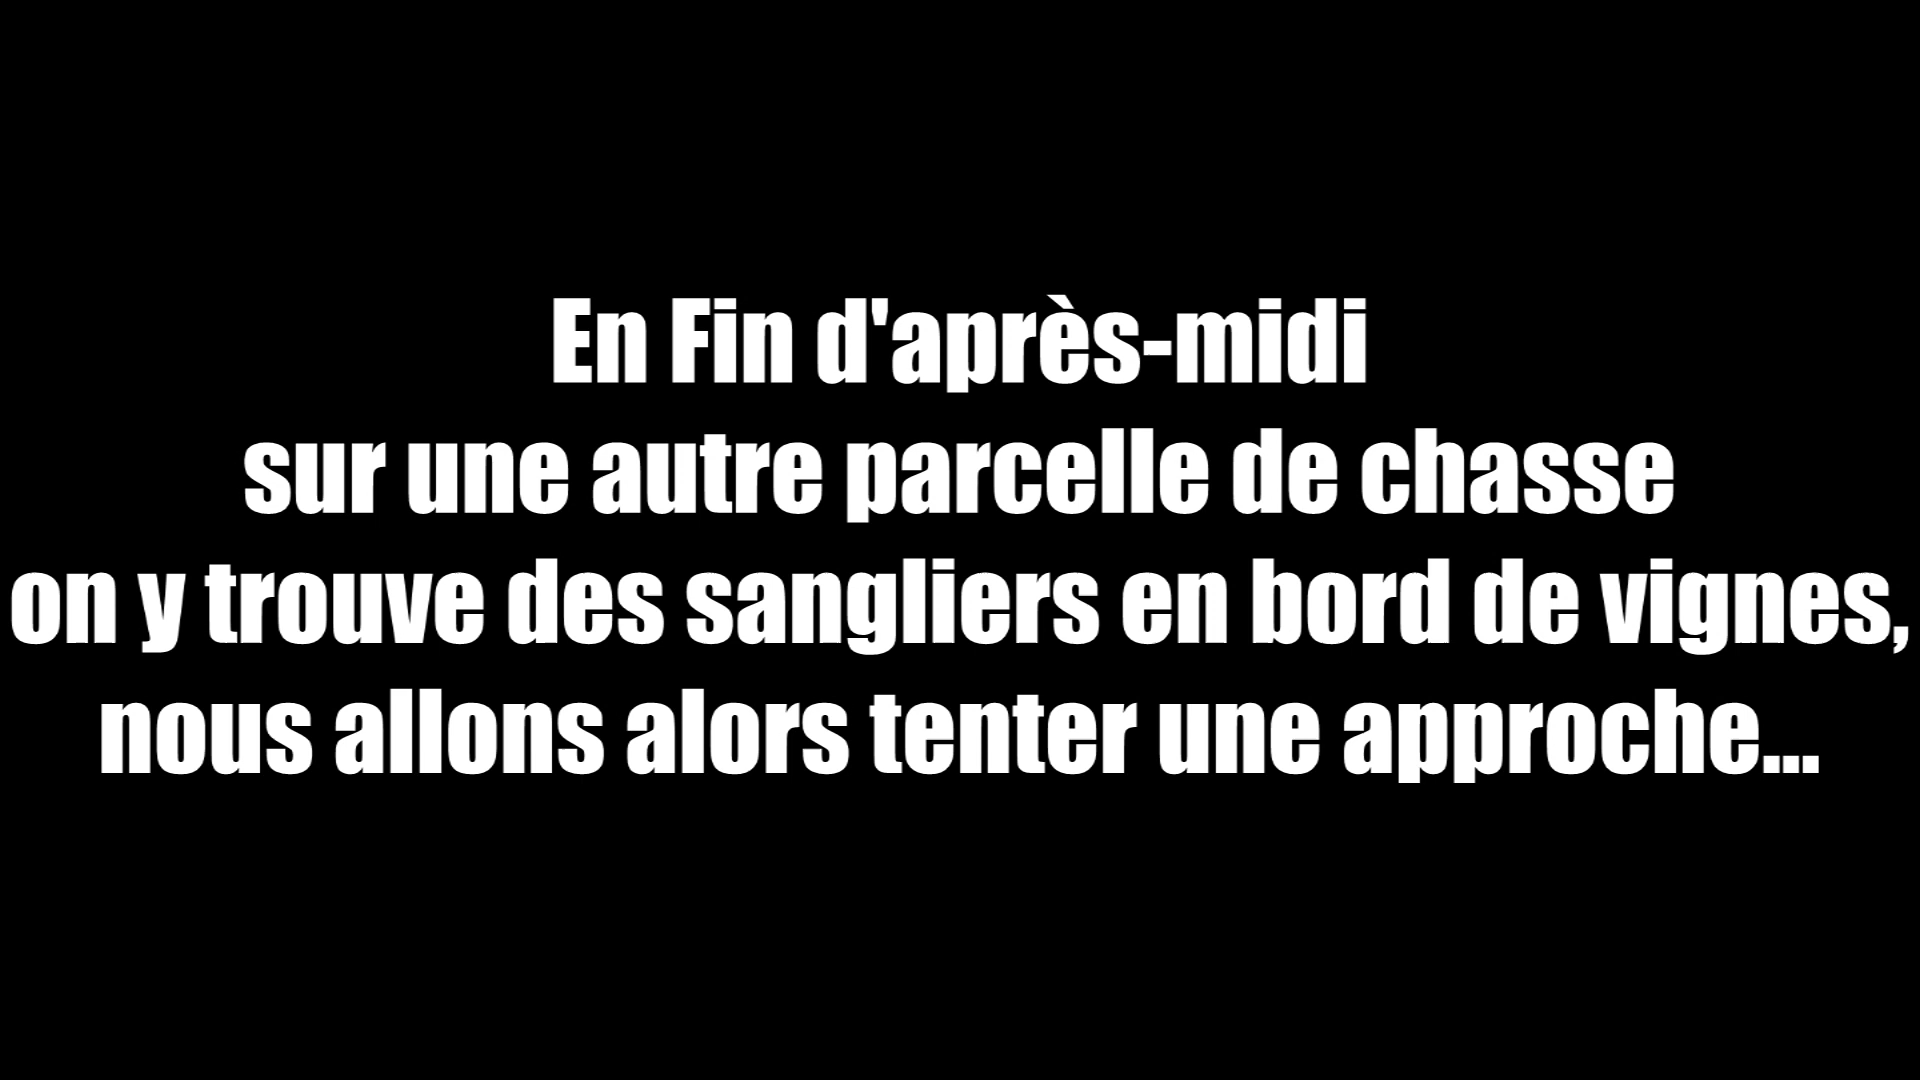 En Fin d'après-midi
sur une autre parcelle de chasse
on y trouve des sangliers en bord de vignes,
nous allons alors tenter une approche...